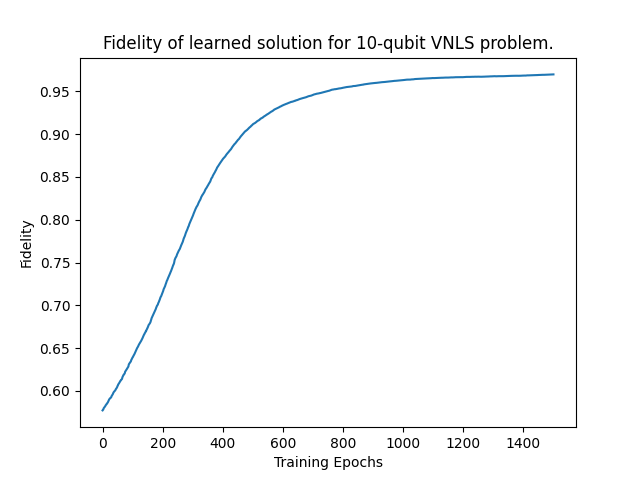 Fidelity of learned solution for 10-qubit VNLS problem.
0.95
0.90
0.85
0.80
0.75
0.70
0.65
0.60
Fidelity
0 200 400 600 800 1000 1200 1400
Training Epochs